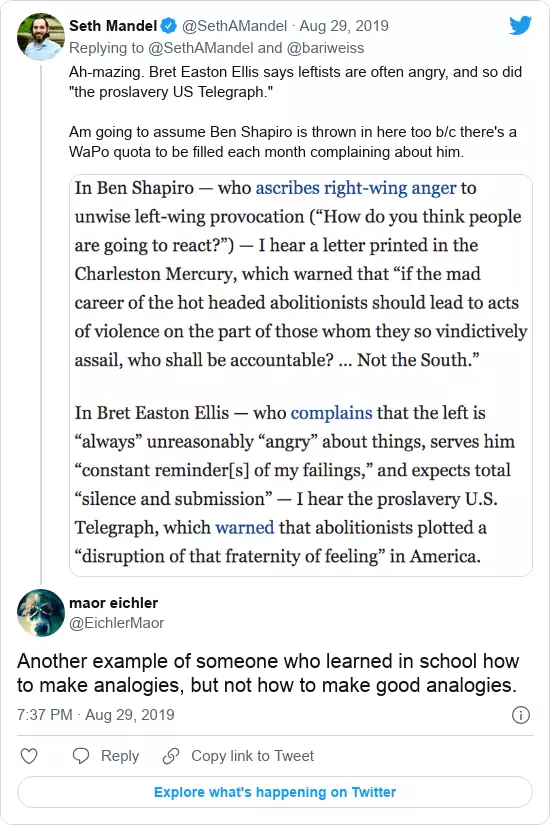 Seth Mandel @SethAMandel · Aug 29, 2019
Replying to @SethAMandel and @bariweiss
Ah-mazing. Bret Easton Ellis says leftists are often angry, and so did
"the proslavery US Telegraph."
Am going to assume Ben Shapiro is thrown in here too b/c there's a
WaPo quota to be filled each month complaining about him.
In Ben Shapiro — who ascribes right-wing anger to
unwise left-wing provocation (“How do you think people
are going to react?”) — I hear a letter printed in the
Charleston Mercury, which warned that “if the mad
career of the hot headed abolitionists should lead to acts
of violence on the part of those whom they so vindictively
assail, who shall be accountable? ... Not the South.”
In Bret Easton Ellis — who complains that the left is
“always” unreasonably “angry” about things, serves him
“constant reminder[s] of my failings,” and expects total
“silence and submission” — I hear the proslavery U.S.
Telegraph, which warned that abolitionists plotted a
“disruption of that fraternity of feeling” in America.
maor eichler
@EichlerMaor
Another example of someone who learned in school how
to make analogies, but not how to make good analogies.
7:37 PM · Aug 29, 2019
Reply
Copy link to Tweet
Explore what's happening on Twitter